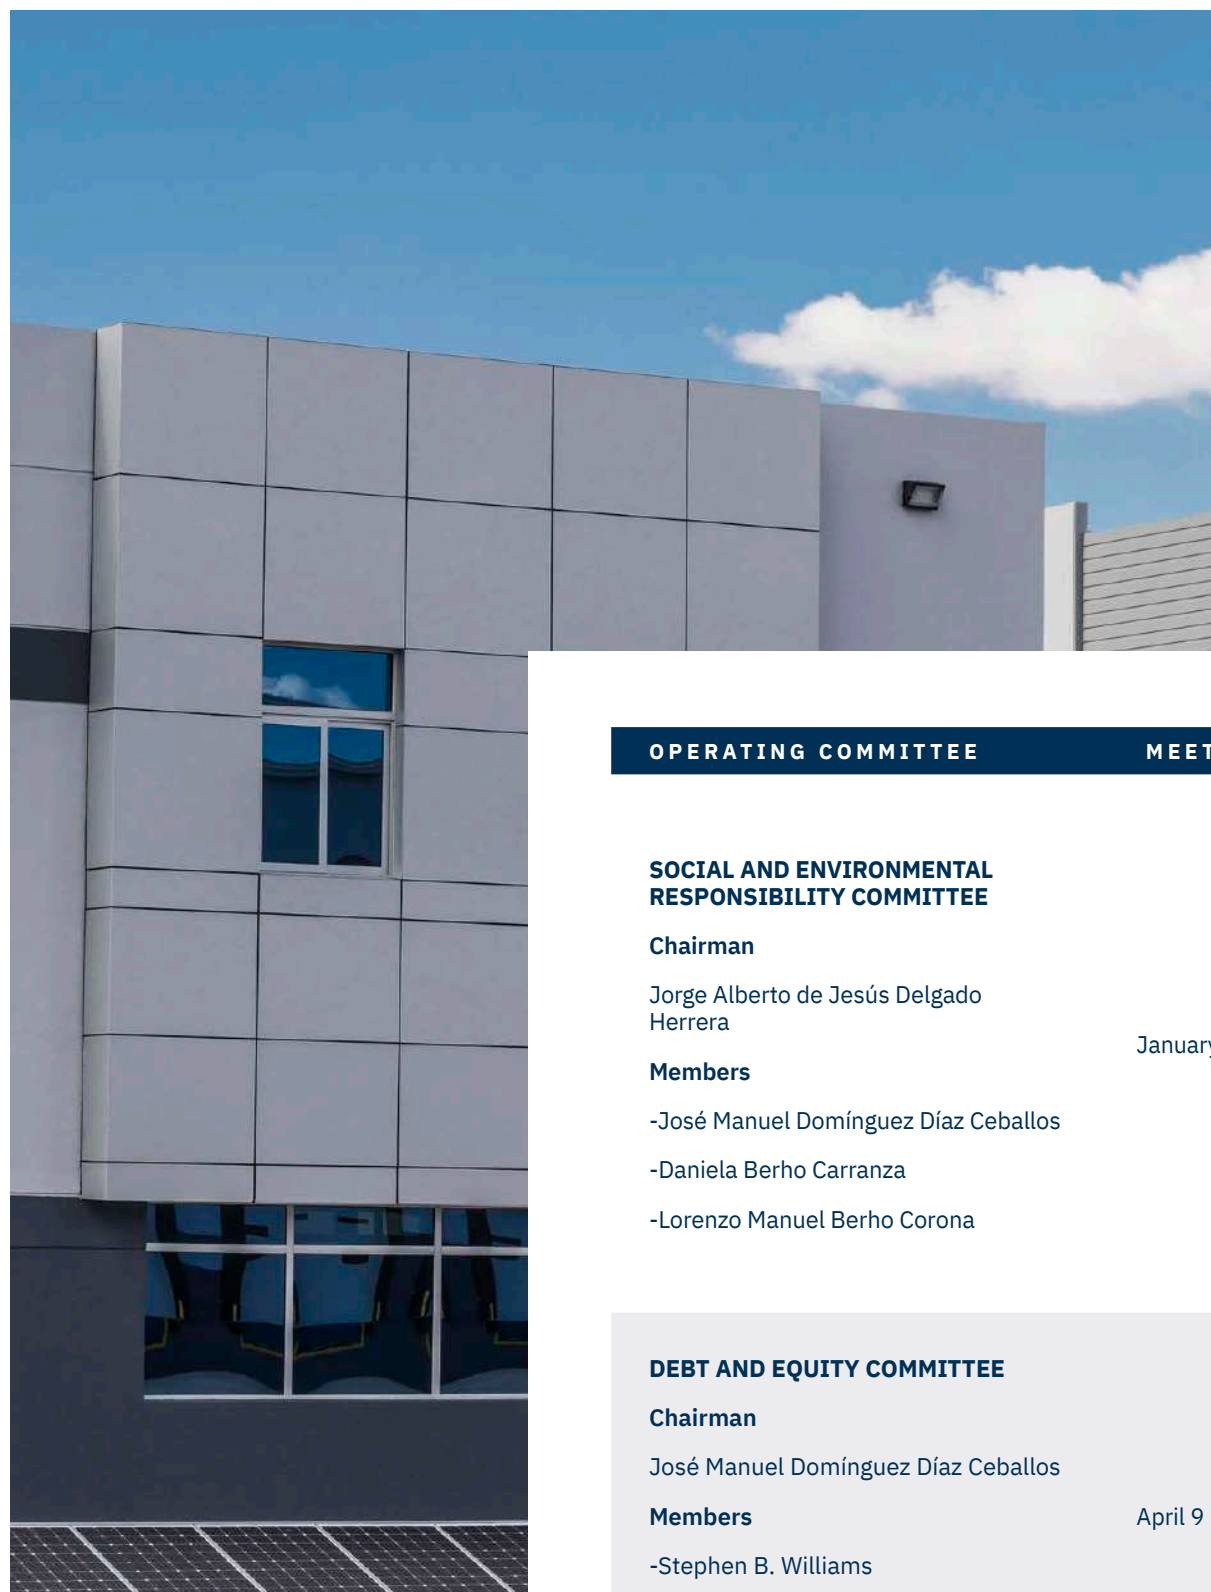 OPERATING COMMITTEE
SOCIAL AND ENVIRONMENTAL
RESPONSIBILITY COMMITTEE
Chairman
Jorge Alberto de Jesús Delgado
Herrera
January
Members
-José Manuel Domínguez Díaz Ceballos
-Daniela Berho Carranza
-Lorenzo Manuel Berho Corona
DEBT AND EQUITY COMMITTEE
Chairman
José Manuel Domínguez Díaz Ceballos
Members April 9
-Stephen B. Williams